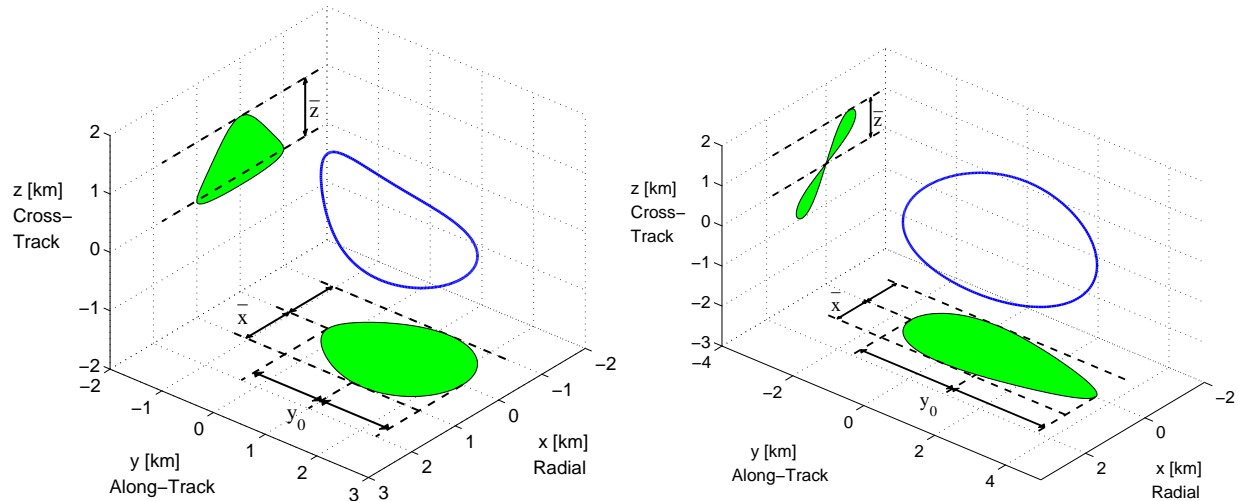 2
1
0
−1
−2
z [km]
Cross−
Track
z̅
x̅
y₀
−2
−1
0
1
2
3
y [km]
Along−Track
3
2
1
0
−1
−2
x [km]
Radial
2
1
0
−1
−2
−3
z [km]
Cross−
Track
z̅
x̅
y₀
−4
−2
0
2
4
y [km]
Along−Track
2
0
−2
x [km]
Radial